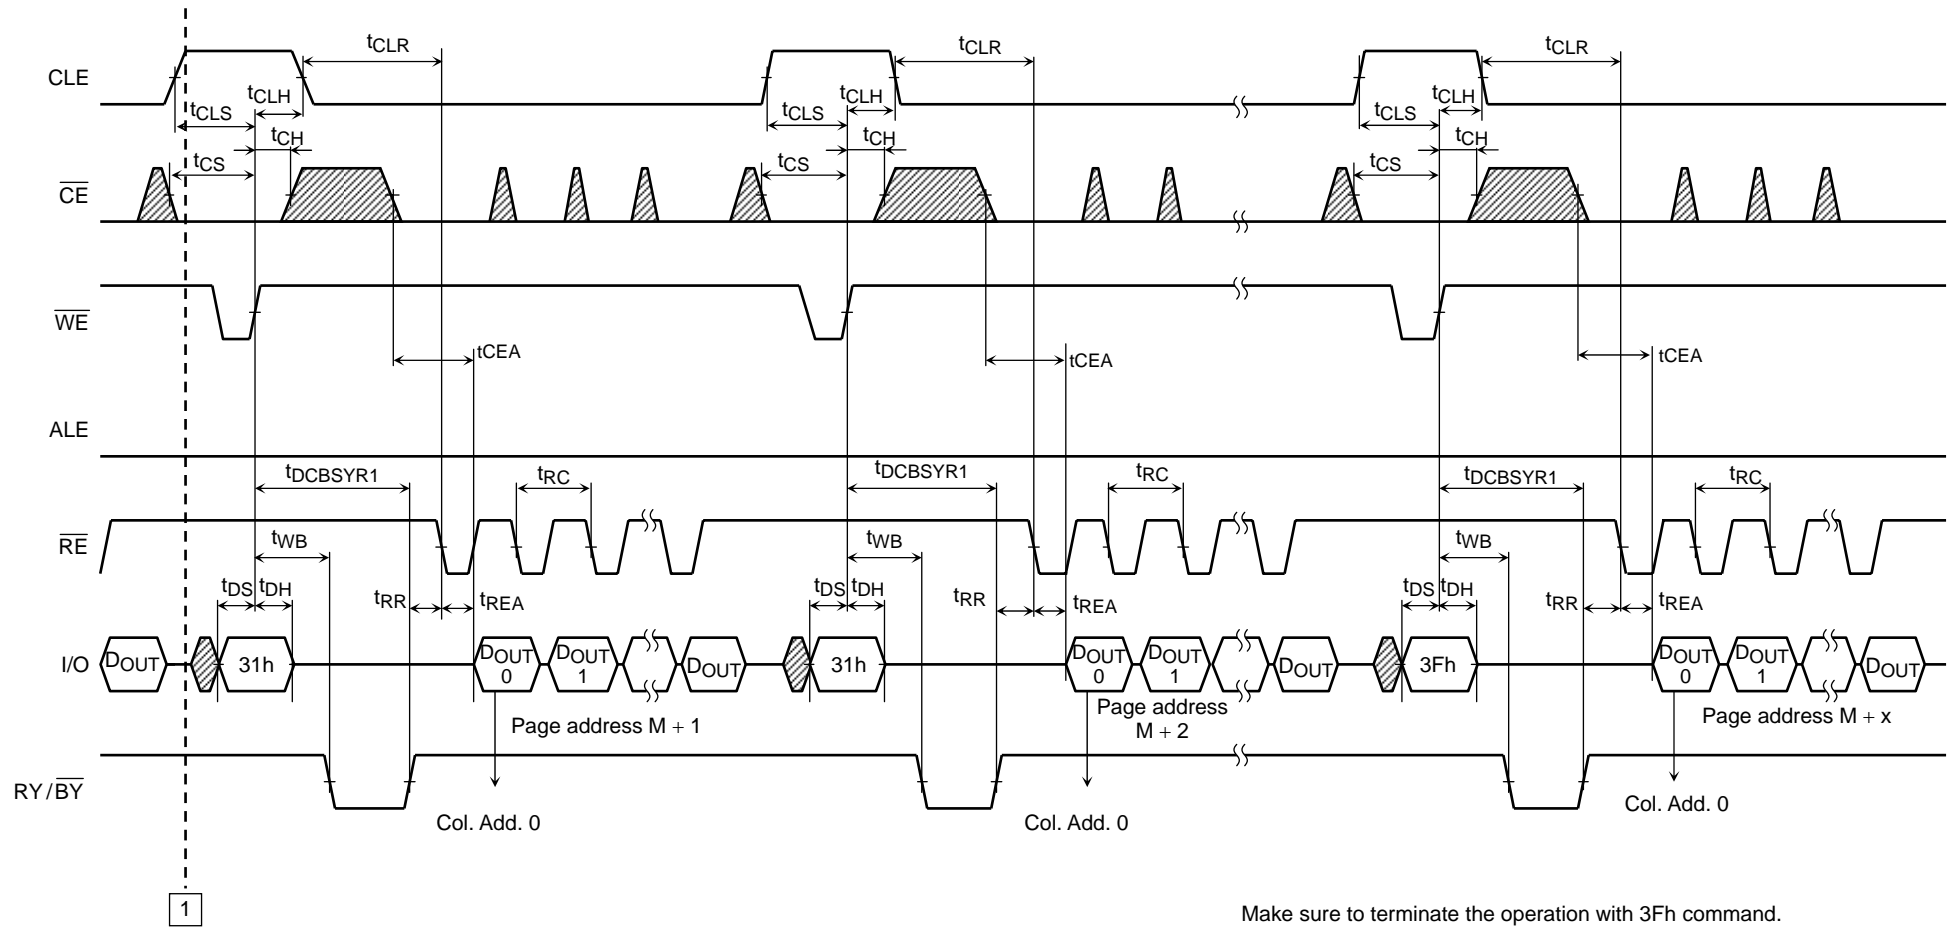 tCLR tCLR tCLR
CLE
tCLH tCLH tCLH
tCLS tCLS tCLS
tCH tCH tCH
tCS tCS tCS
CE
WE
tCEA tCEA tCEA
ALE
tDCBSYR1 tRC tDCBSYR1 tRC tDCBSYR1 tRC
RE
tWB tWB tWB
tDS tDH tRR tREA tDS tDH tRR tREA tDS tDH tRR tREA
I/O DOUT 31h DOUT 0 DOUT 1 DOUT 31h DOUT 0 DOUT 1 DOUT 3Fh DOUT 0 DOUT 1 DOUT
Page address M + 1
Page address
M + 2
Page address M + x
RY/BY
Col. Add. 0 Col. Add. 0 Col. Add. 0
1
Make sure to terminate the operation with 3Fh command.